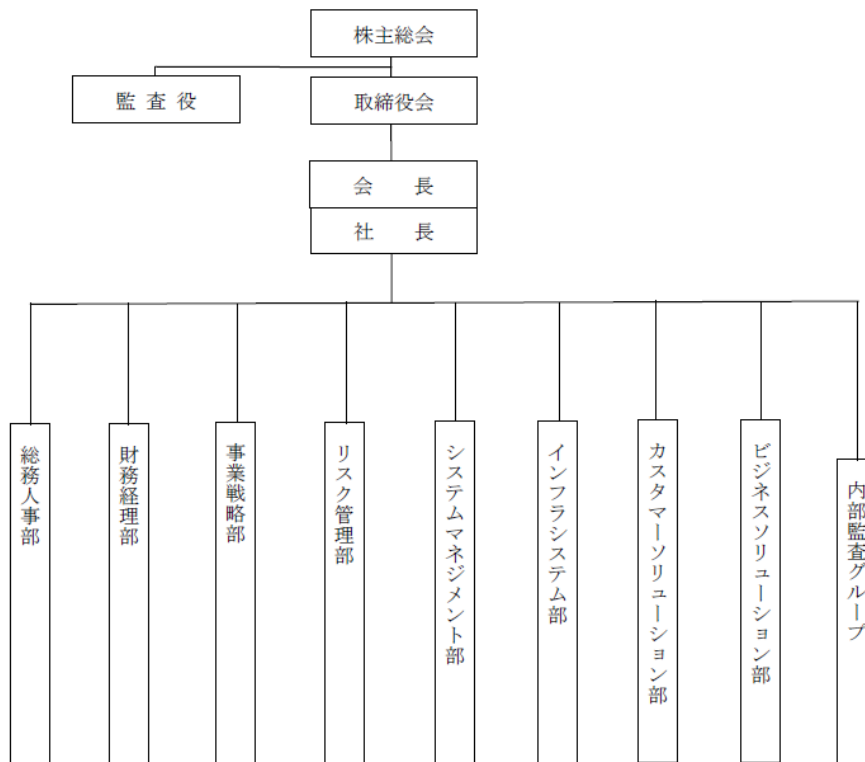 株主総会
監査役
取締役会
会長
社長
総務人事部
財務経理部
事業戦略部
リスク管理部
システムマネジメント部
インフラシステム部
カスタマーソリューション部
ビジネスソリューション部
内部監査グループ